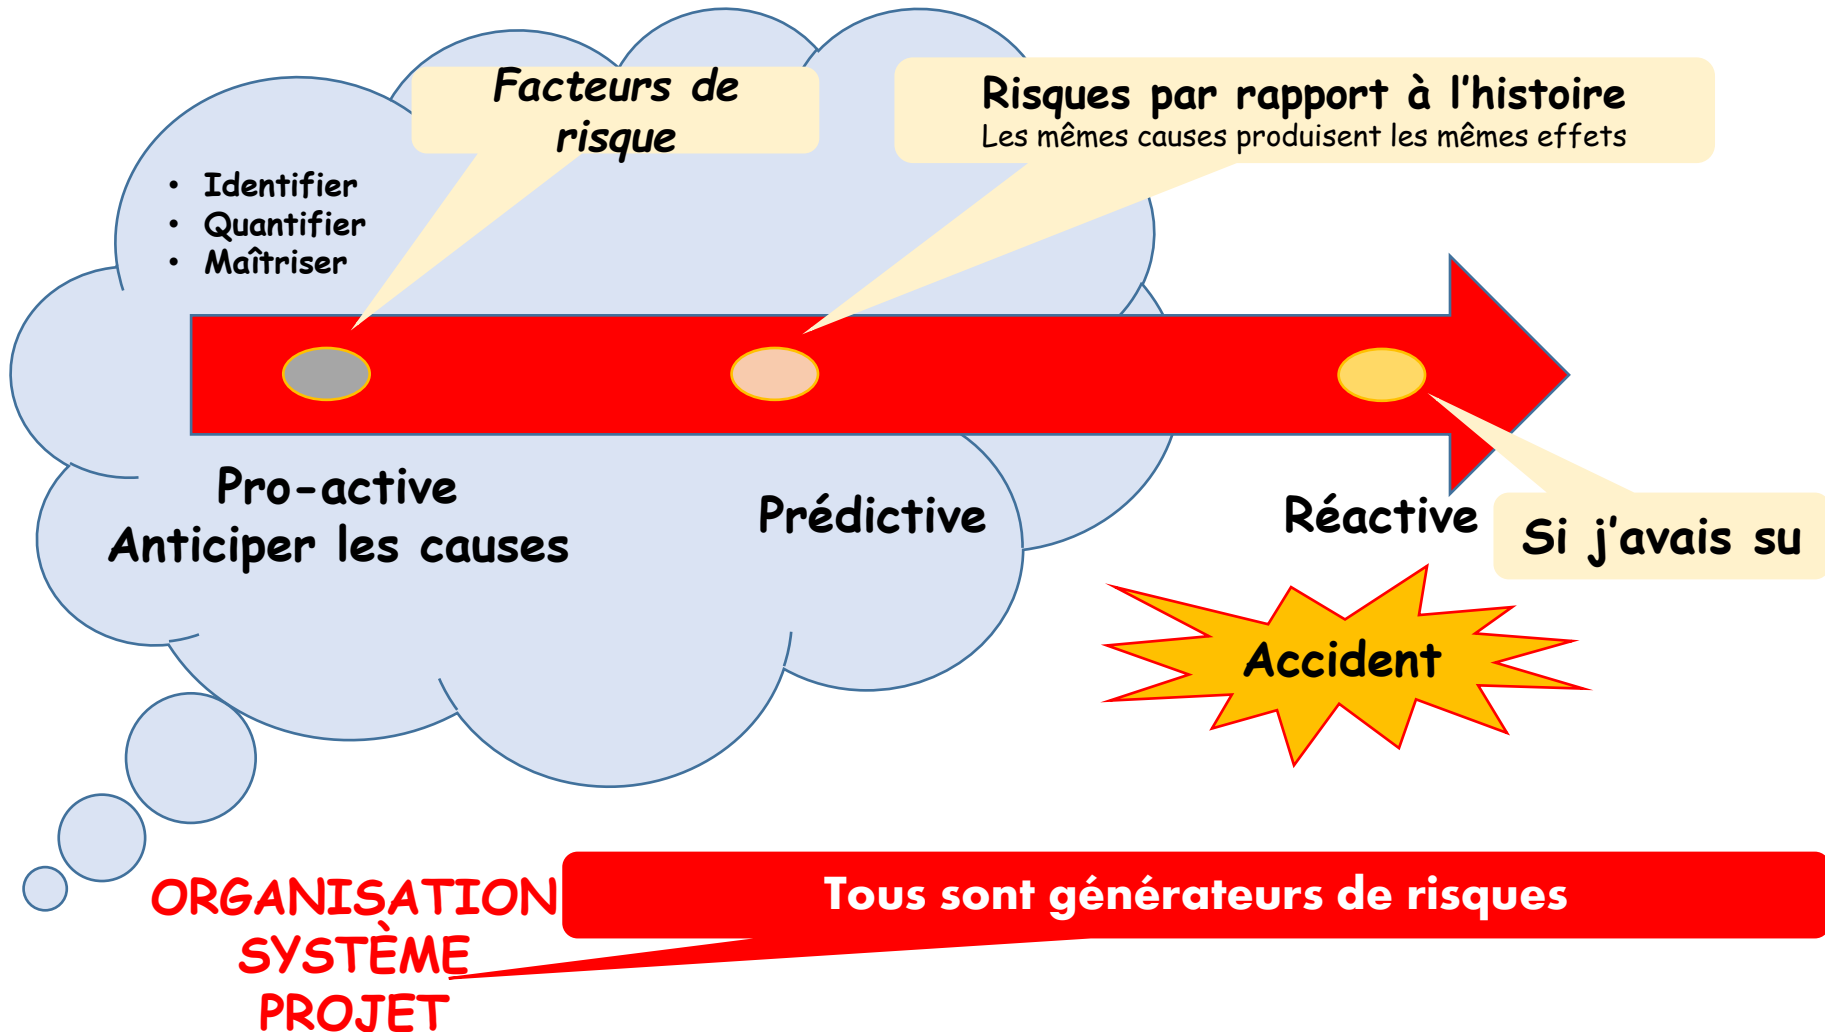 Facteurs de
risque
Risques par rapport à l'histoire
Les mêmes causes produisent les mêmes effets
• Identifier
• Quantifier
• Maîtriser
Pro-active
Anticiper les causes
Prédictive
Réactive
Si j'avais su
Accident
Tous sont générateurs de risques
ORGANISATION
SYSTÈME
PROJET